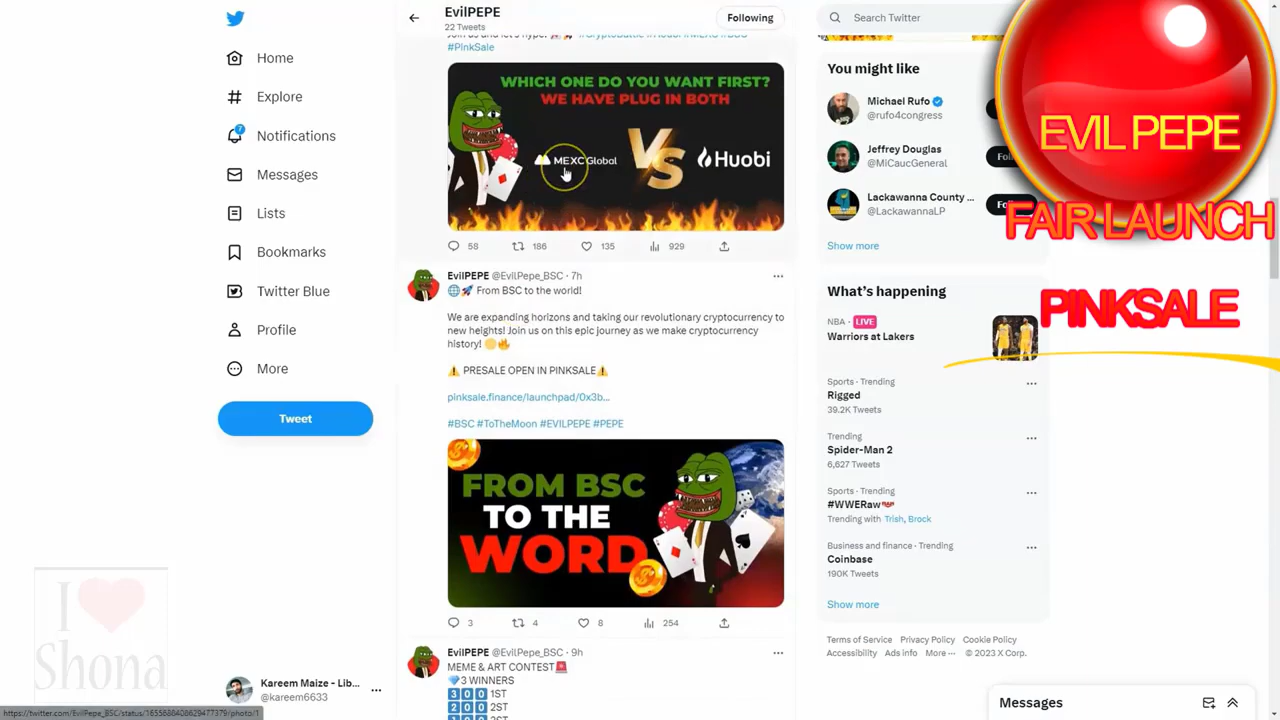 EvilPEPE
22 Tweets
Following
Search Twitter
Home
Explore
7
Notifications
Messages
Lists
Bookmarks
Twitter Blue
Profile
More
Tweet
Kareem Maize - Lib...
@kareem6633
#PinkSale
WHICH ONE DO YOU WANT FIRST?
WE HAVE PLUG IN BOTH
MEXC Global
VS
Huobi
58 186 135 929
EvilPEPE @EvilPepe_BSC · 7h
🌐🚀 From BSC to the world!
We are expanding horizons and taking our revolutionary cryptocurrency to
new heights! Join us on this epic journey as we make cryptocurrency
history! 🌕🔥
⚠️ PRESALE OPEN IN PINKSALE⚠️
pinksale.finance/launchpad/0x3b...
#BSC #ToTheMoon #EVILPEPE #PEPE
FROM BSC
TO THE
WORD
3 4 8 254
EvilPEPE @EvilPepe_BSC · 9h
MEME & ART CONTEST🚨
💎3 WINNERS
300 1ST
200 2ST
You might like
Michael Rufo
@rufo4congress
Jeffrey Douglas
@MiCaucGeneral
Lackawanna County ...
@LackawannaLP
Show more
What's happening
NBA · LIVE
Warriors at Lakers
Sports · Trending
Rigged
39.2K Tweets
Trending
Spider-Man 2
6,627 Tweets
Sports · Trending
#WWERaw
Trending with Trish, Brock
Business and finance · Trending
Coinbase
190K Tweets
Show more
Terms of Service Privacy Policy Cookie Policy
Accessibility Ads info More ··· © 2023 X Corp.
Messages
EVIL PEPE
FAIR LAUNCH
PINKSALE
I
Shona